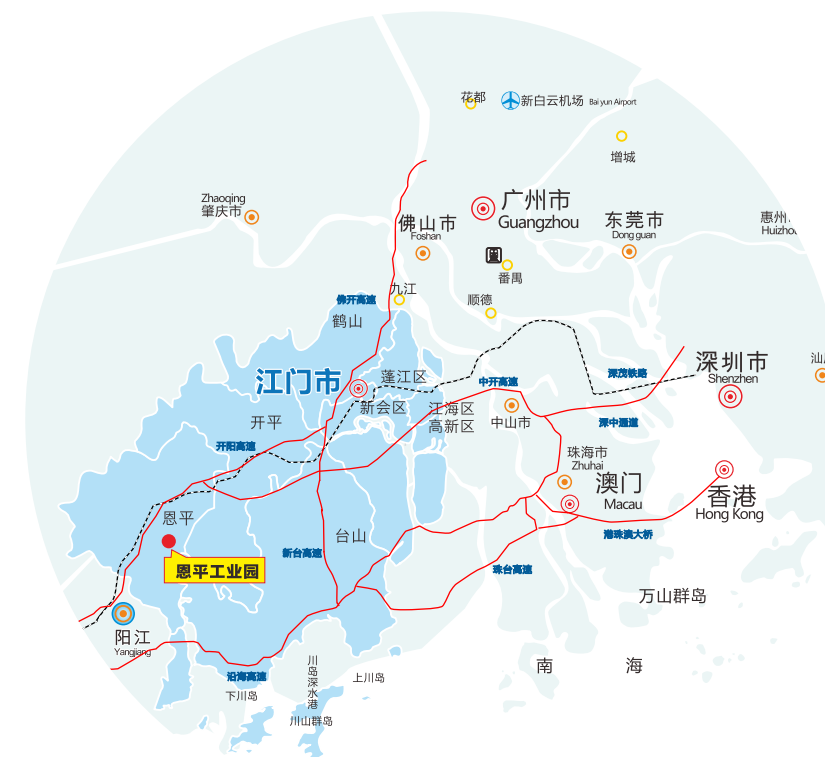 花都
新白云机场 Bai yun Airport
增城
Zhaoqing
肇庆市
广州市
Guangzhou
佛山市
Foshan
东莞市
Dong guan
惠州
Huizhou
番禺
九江
顺德
佛开高速
鹤山
江门市
蓬江区
新会区
江海区
高新区
中开高速
深茂铁路
深圳市
Shenzhen
汕
中山市
深中通道
开平
开阳高速
珠海市
Zhuhai
澳门
Macau
香港
Hong Kong
恩平
台山
港珠澳大桥
新台高速
恩平工业园
珠台高速
万山群岛
阳江
Yangjiang
南 海
沿海高速
川岛深水港
上川岛
下川岛
川山群岛